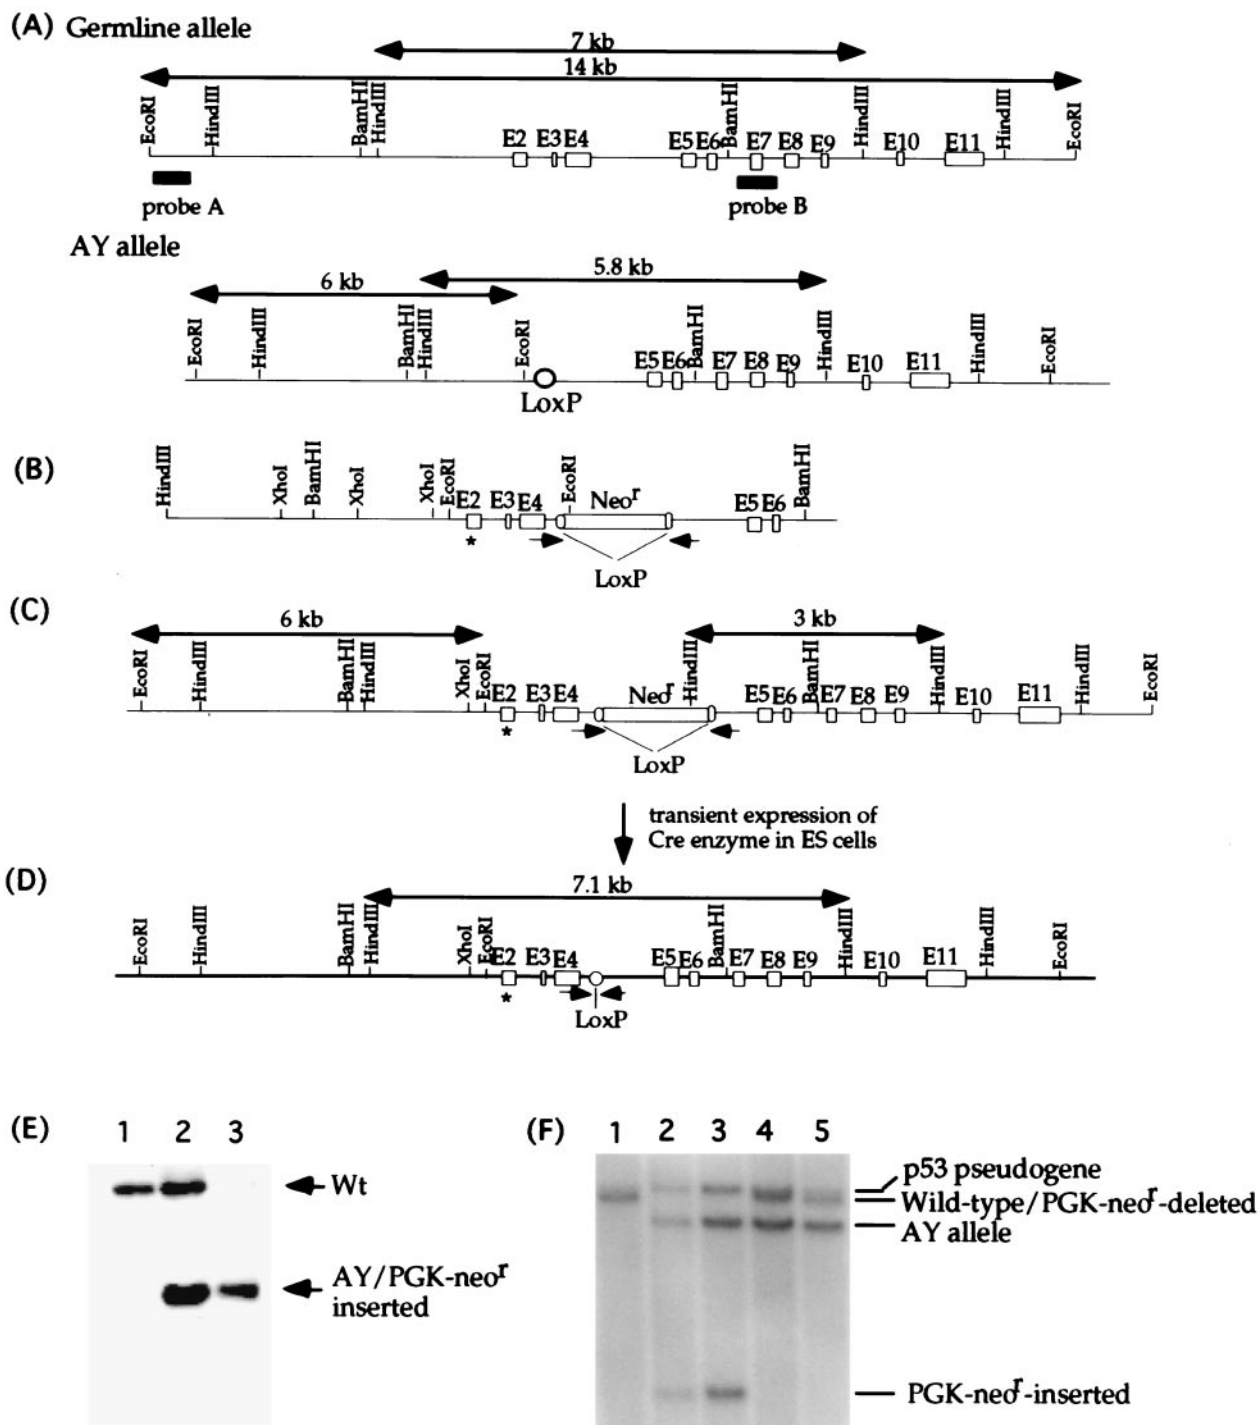 (A) Germline allele
7 kb
14 kb
EcoRI HindIII BamHI HindIII E2 E3 E4 E5 E6 BamHI E7 E8 E9 HindIII E10 E11 HindIII EcoRI
probe A probe B
AY allele
6 kb 5.8 kb
EcoRI HindIII BamHI HindIII EcoRI E5 E6 BamHI E7 E8 E9 HindIII E10 E11 HindIII EcoRI
LoxP
(B)
HindIII XhoI BamHI XhoI XhoI EcoRI E2 E3 E4 EcoRI Neoʳ E5 E6 BamHI
*
LoxP
(C)
6 kb 3 kb
EcoRI HindIII BamHI HindIII XhoI EcoRI E2 E3 E4 Neoʳ HindIII E5 E6 BamHI E7 E8 E9 HindIII E10 E11 HindIII EcoRI
*
LoxP
transient expression of
Cre enzyme in ES cells
(D)
7.1 kb
EcoRI HindIII BamHI HindIII XhoI EcoRI E2 E3 E4 E5 E6 BamHI E7 E8 E9 HindIII E10 E11 HindIII EcoRI
*
LoxP
(E) 1 2 3
Wt
AY/PGK-neoʳ
inserted
(F) 1 2 3 4 5
p53 pseudogene
Wild-type/PGK-neoʳ-deleted
AY allele
PGK-neoʳ-inserted